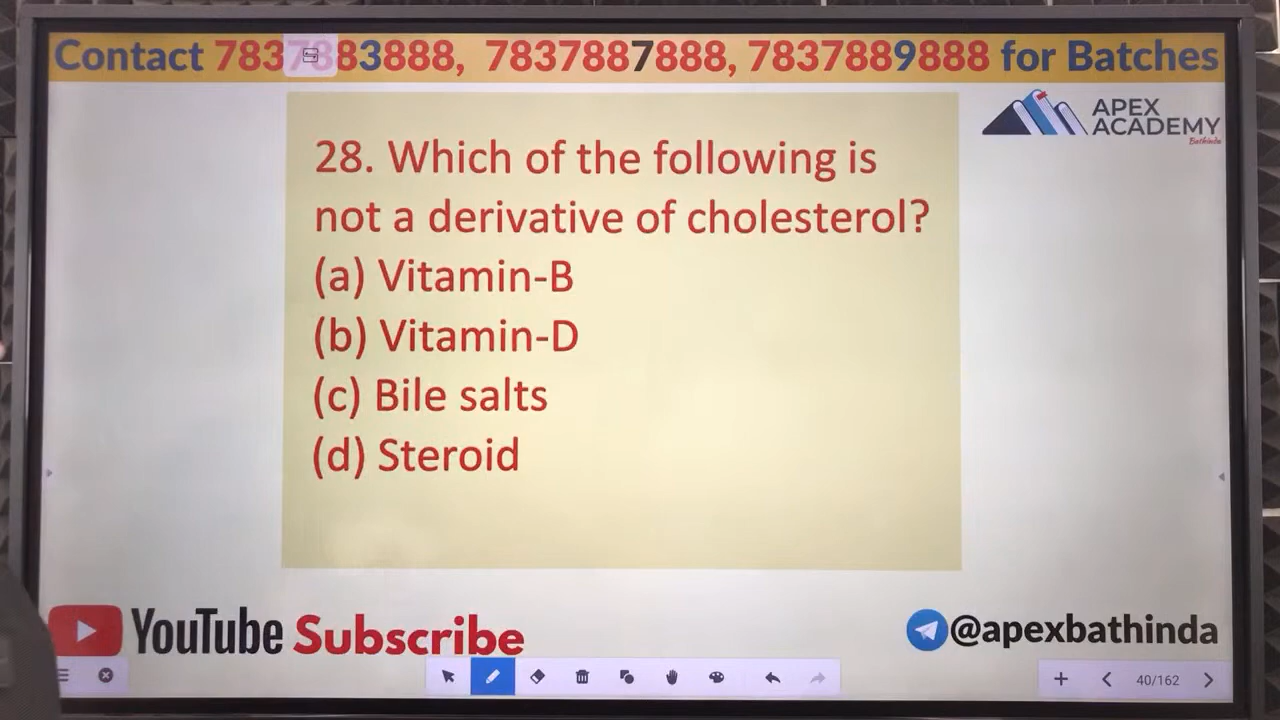 Contact 7837883888, 7837887888, 7837889888 for Batches
APEX
ACADEMY
Bathinda
28. Which of the following is
not a derivative of cholesterol?
(a) Vitamin-B
(b) Vitamin-D
(c) Bile salts
(d) Steroid
YouTube Subscribe
@apexbathinda
40/162